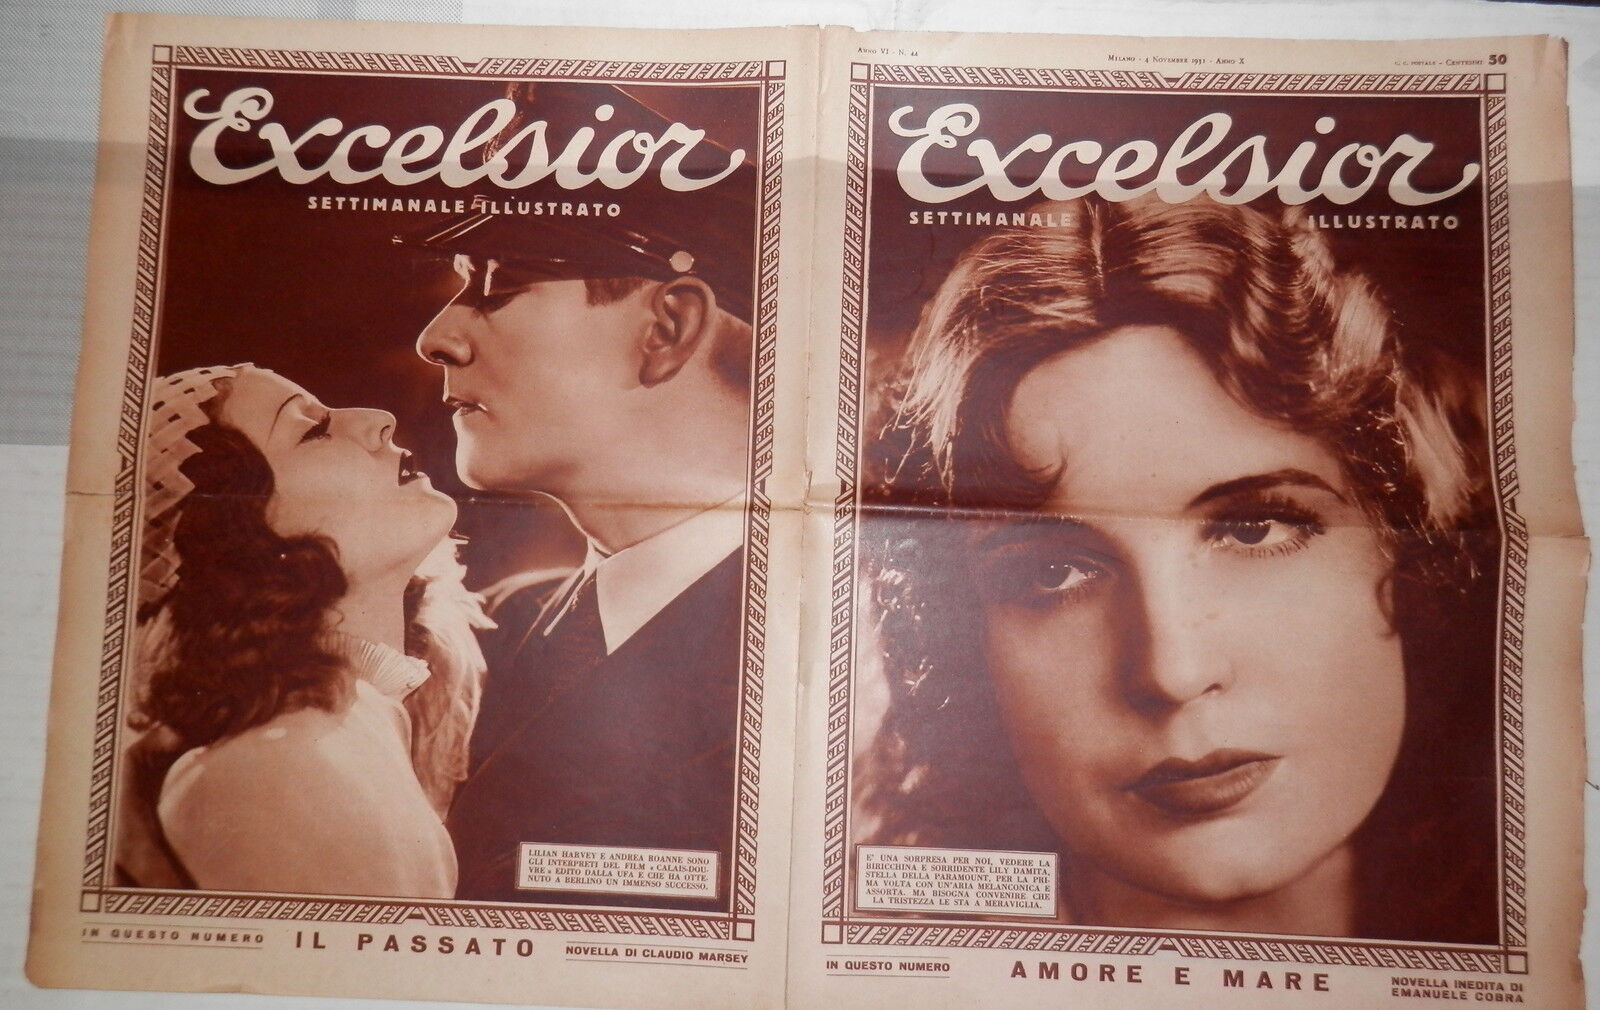 Excelsior
SETTIMANALE ILLUSTRATO
LILIAN HARVEY E ANDREA ROANNE SONO
GLI INTERPRETI DEL FILM « CALAIS-DOU-
VRE » EDITO DALLA UFA E CHE HA OTTE-
NUTO A BERLINO UN IMMENSO SUCCESSO.
IN QUESTO NUMERO IL PASSATO NOVELLA DI CLAUDIO MARSEY
ANNO VI - N. 44 MILANO - 4 NOVEMBRE 1931 - ANNO X C. C. POSTALE - CENTESIMI 50
Excelsior
SETTIMANALE ILLUSTRATO
E' UNA SORPRESA PER NOI, VEDERE LA
BIRICCHINA E SORRIDENTE LILY DAMITA,
STELLA DELLA PARAMOUNT, PER LA PRI-
MA VOLTA CON UN'ARIA MELANCONICA E
ASSORTA. MA BISOGNA CONVENIRE CHE
LA TRISTEZZA LE STA A MERAVIGLIA.
IN QUESTO NUMERO AMORE E MARE NOVELLA INEDITA DI
EMANUELE COBRA